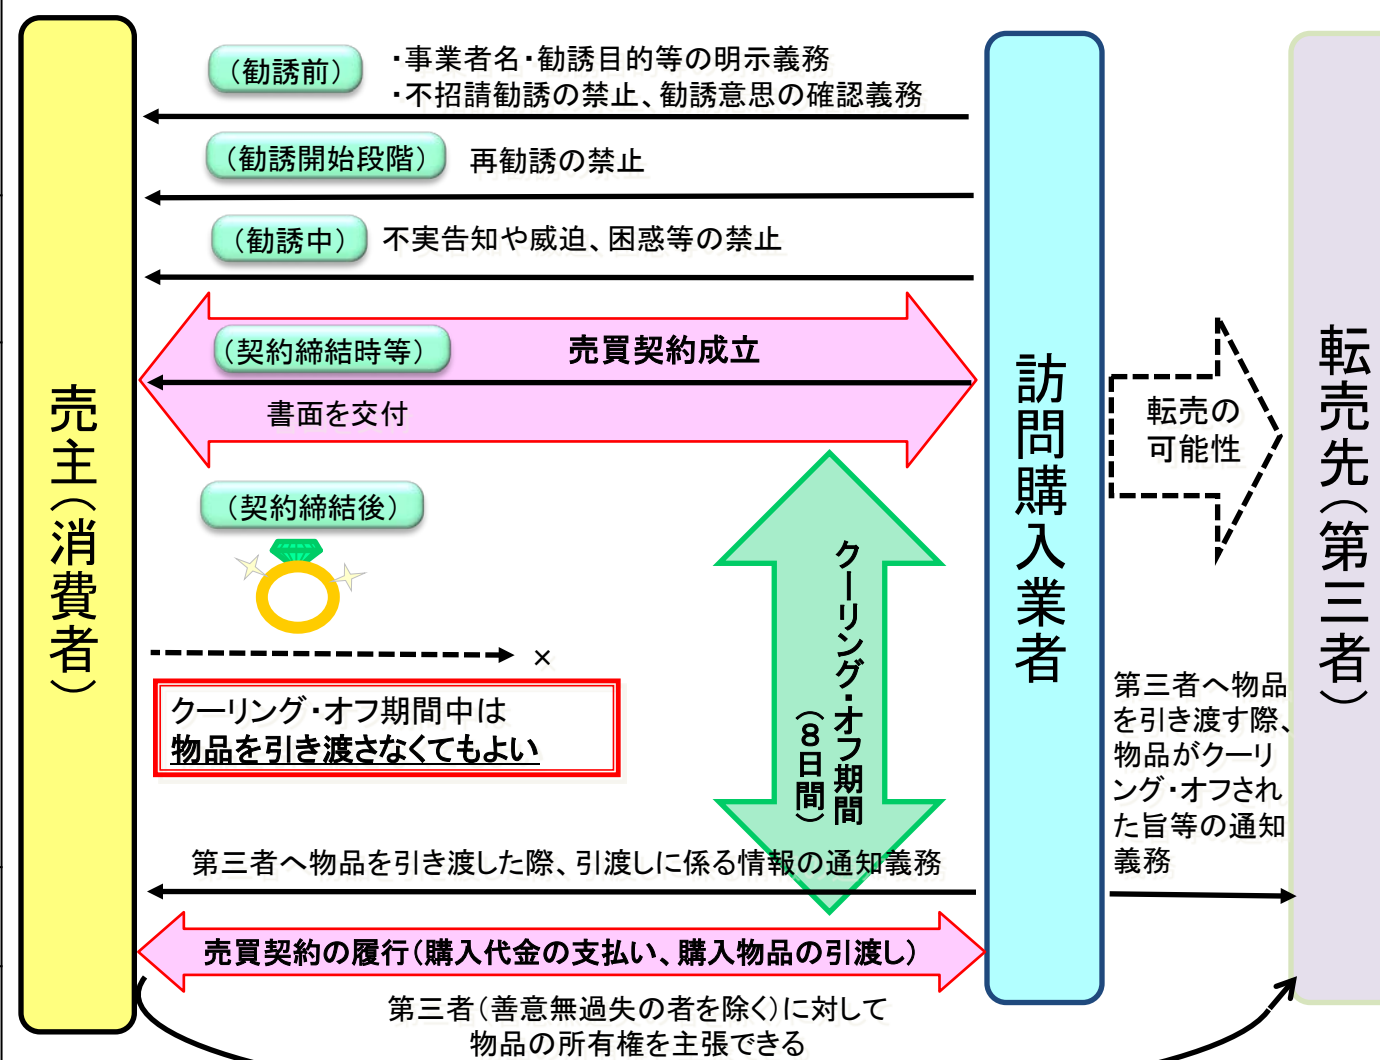 売主（消費者）
（勧誘前）
・事業者名・勧誘目的等の明示義務
・不招請勧誘の禁止、勧誘意思の確認義務
（勧誘開始段階）
再勧誘の禁止
（勧誘中）
不実告知や威迫、困惑等の禁止
（契約締結時等）
売買契約成立
書面を交付
（契約締結後）
×
クーリング・オフ期間中は
物品を引き渡さなくてもよい
クーリング・オフ期間
（８日間）
第三者へ物品を引き渡した際、引渡しに係る情報の通知義務
売買契約の履行（購入代金の支払い、購入物品の引渡し）
第三者（善意無過失の者を除く）に対して
物品の所有権を主張できる
訪問購入業者
転売の
可能性
第三者へ物品
を引き渡す際、
物品がクーリ
ング・オフされ
た旨等の通知
義務
転売先（第三者）